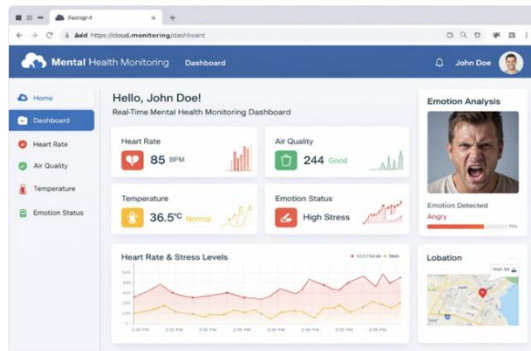 Add https://cloud.monitoring/dashboard
Mental Health Monitoring
Dashboard
John Doe
Home
Dashboard
Heart Rate
Air Quality
Temperature
Emotion Status
Hello, John Doe!
Real-Time Mental Health Monitoring Dashboard
Heart Rate
85 BPM
Air Quality
244 Good
Temperature
36.5°C Normal
Emotion Status
High Stress
Heart Rate & Stress Levels
Emotion Analysis
Emotion Detected
Angry
Lobation